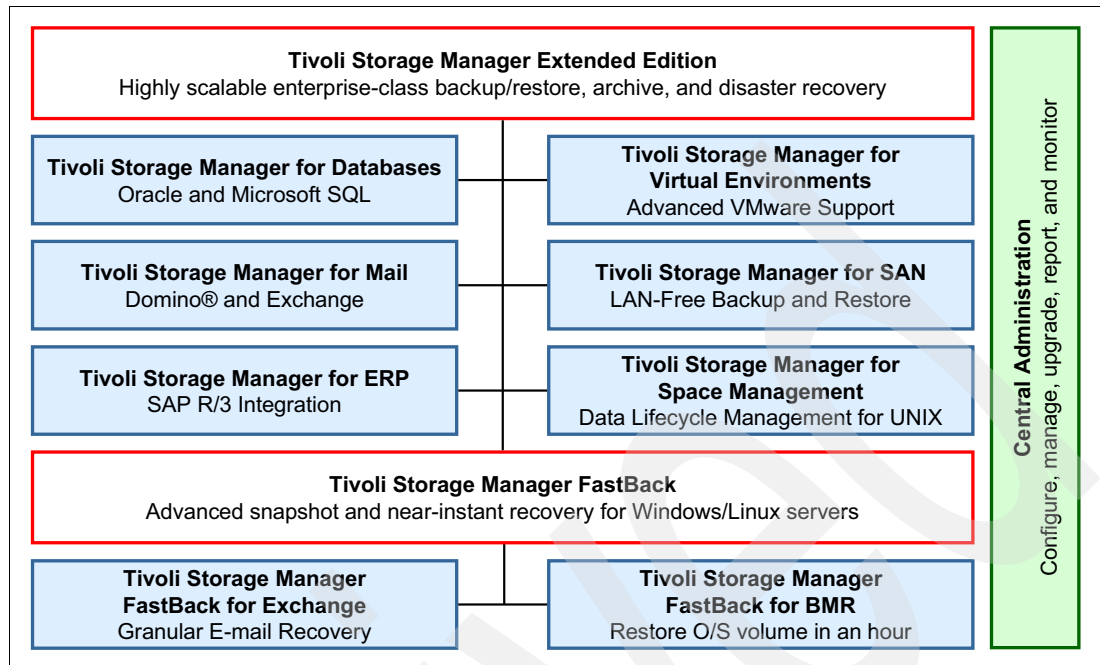 Tivoli Storage Manager Extended Edition
Highly scalable enterprise-class backup/restore, archive, and disaster recovery
Tivoli Storage Manager for Databases
Oracle and Microsoft SQL
Tivoli Storage Manager for
Virtual Environments
Advanced VMware Support
Tivoli Storage Manager for Mail
Domino® and Exchange
Tivoli Storage Manager for SAN
LAN-Free Backup and Restore
Tivoli Storage Manager for ERP
SAP R/3 Integration
Tivoli Storage Manager for
Space Management
Data Lifecycle Management for UNIX
Tivoli Storage Manager FastBack
Advanced snapshot and near-instant recovery for Windows/Linux servers
Tivoli Storage Manager
FastBack for Exchange
Granular E-mail Recovery
Tivoli Storage Manager
FastBack for BMR
Restore O/S volume in an hour
Central Administration
Configure, manage, upgrade, report, and monitor